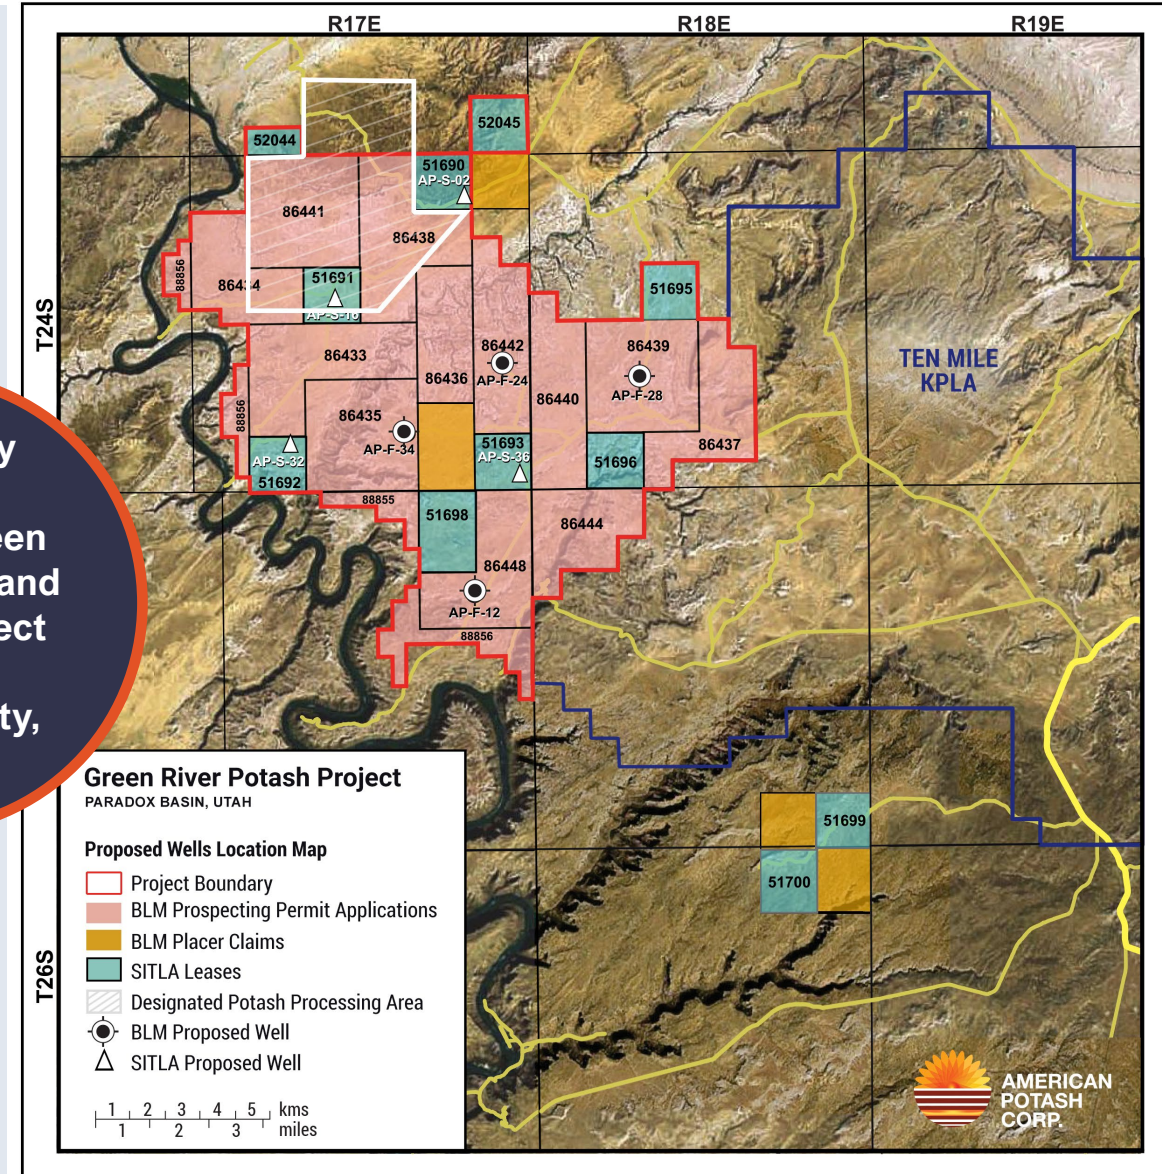 R17E
R18E
R19E
52045
52044
51690
AP-S-02
86441
86438
88856
86434
51691
AP-S-16
51695
T24S
86433
86442
86439
TEN MILE
KPLA
86436
AP-F-24
86440
AP-F-28
88856
86435
AP-F-34
51693
AP-S-36
86437
AP-S-32
51692
51696
88855
51698
86444
86448
AP-F-12
88856
y
een
and
ect
ty,
Green River Potash Project
PARADOX BASIN, UTAH
Proposed Wells Location Map
Project Boundary
BLM Prospecting Permit Applications
BLM Placer Claims
SITLA Leases
Designated Potash Processing Area
BLM Proposed Well
SITLA Proposed Well
1 2 3 4 5 kms
1 2 3 miles
51699
51700
T26S
AMERICAN
POTASH
CORP.